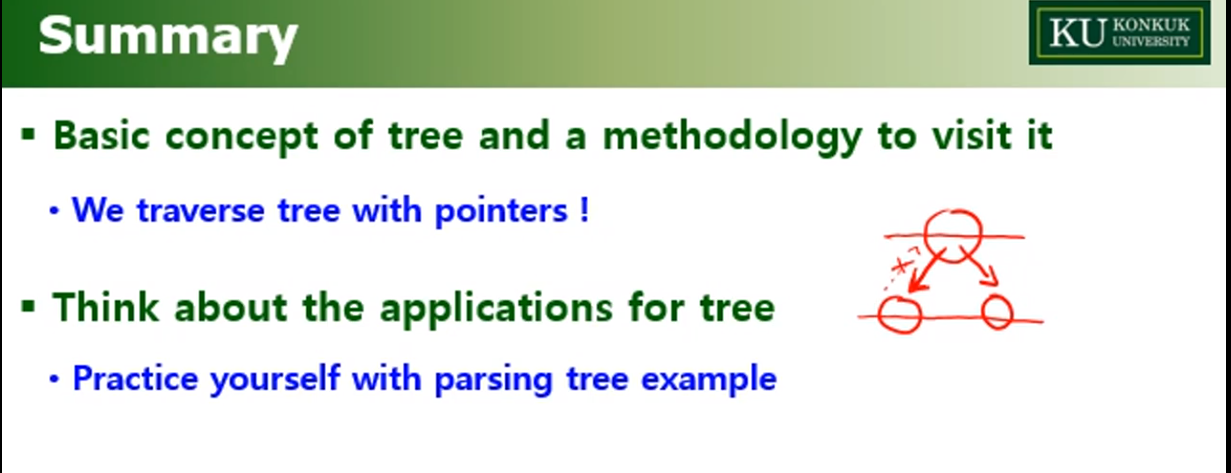 Summary
KU KONKUK UNIVERSITY
▪ Basic concept of tree and a methodology to visit it
• We traverse tree with pointers !
▪ Think about the applications for tree
• Practice yourself with parsing tree example